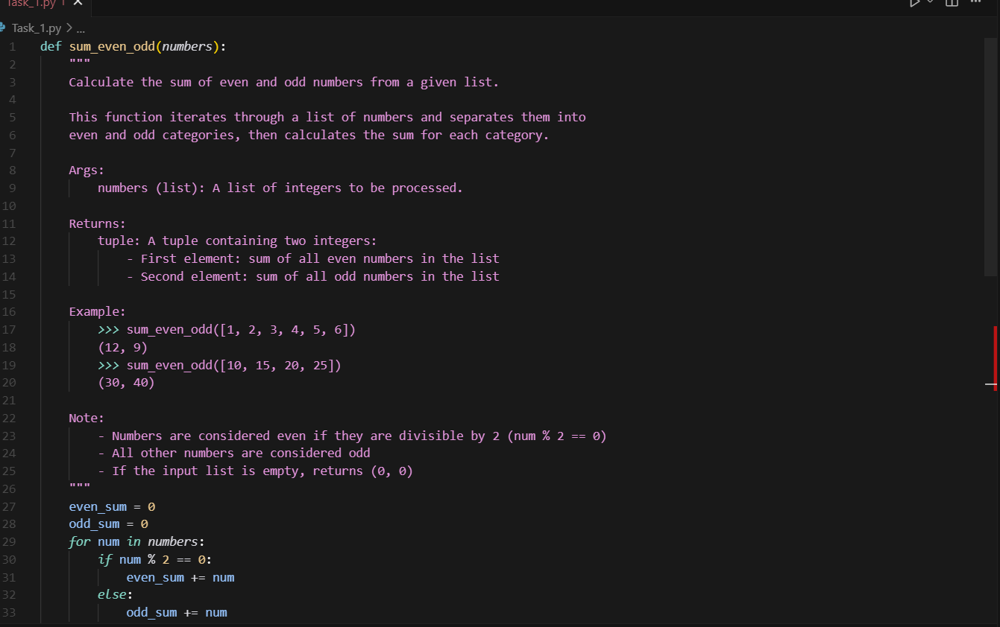 Task_1.py 1
Task_1.py > ...
1 def sum_even_odd(numbers):
2 """
3 Calculate the sum of even and odd numbers from a given list.
4
5 This function iterates through a list of numbers and separates them into
6 even and odd categories, then calculates the sum for each category.
7
8 Args:
9 numbers (list): A list of integers to be processed.
10
11 Returns:
12 tuple: A tuple containing two integers:
13 - First element: sum of all even numbers in the list
14 - Second element: sum of all odd numbers in the list
15
16 Example:
17 >>> sum_even_odd([1, 2, 3, 4, 5, 6])
18 (12, 9)
19 >>> sum_even_odd([10, 15, 20, 25])
20 (30, 40)
21
22 Note:
23 - Numbers are considered even if they are divisible by 2 (num % 2 == 0)
24 - All other numbers are considered odd
25 - If the input list is empty, returns (0, 0)
26 """
27 even_sum = 0
28 odd_sum = 0
29 for num in numbers:
30 if num % 2 == 0:
31 even_sum += num
32 else:
33 odd_sum += num